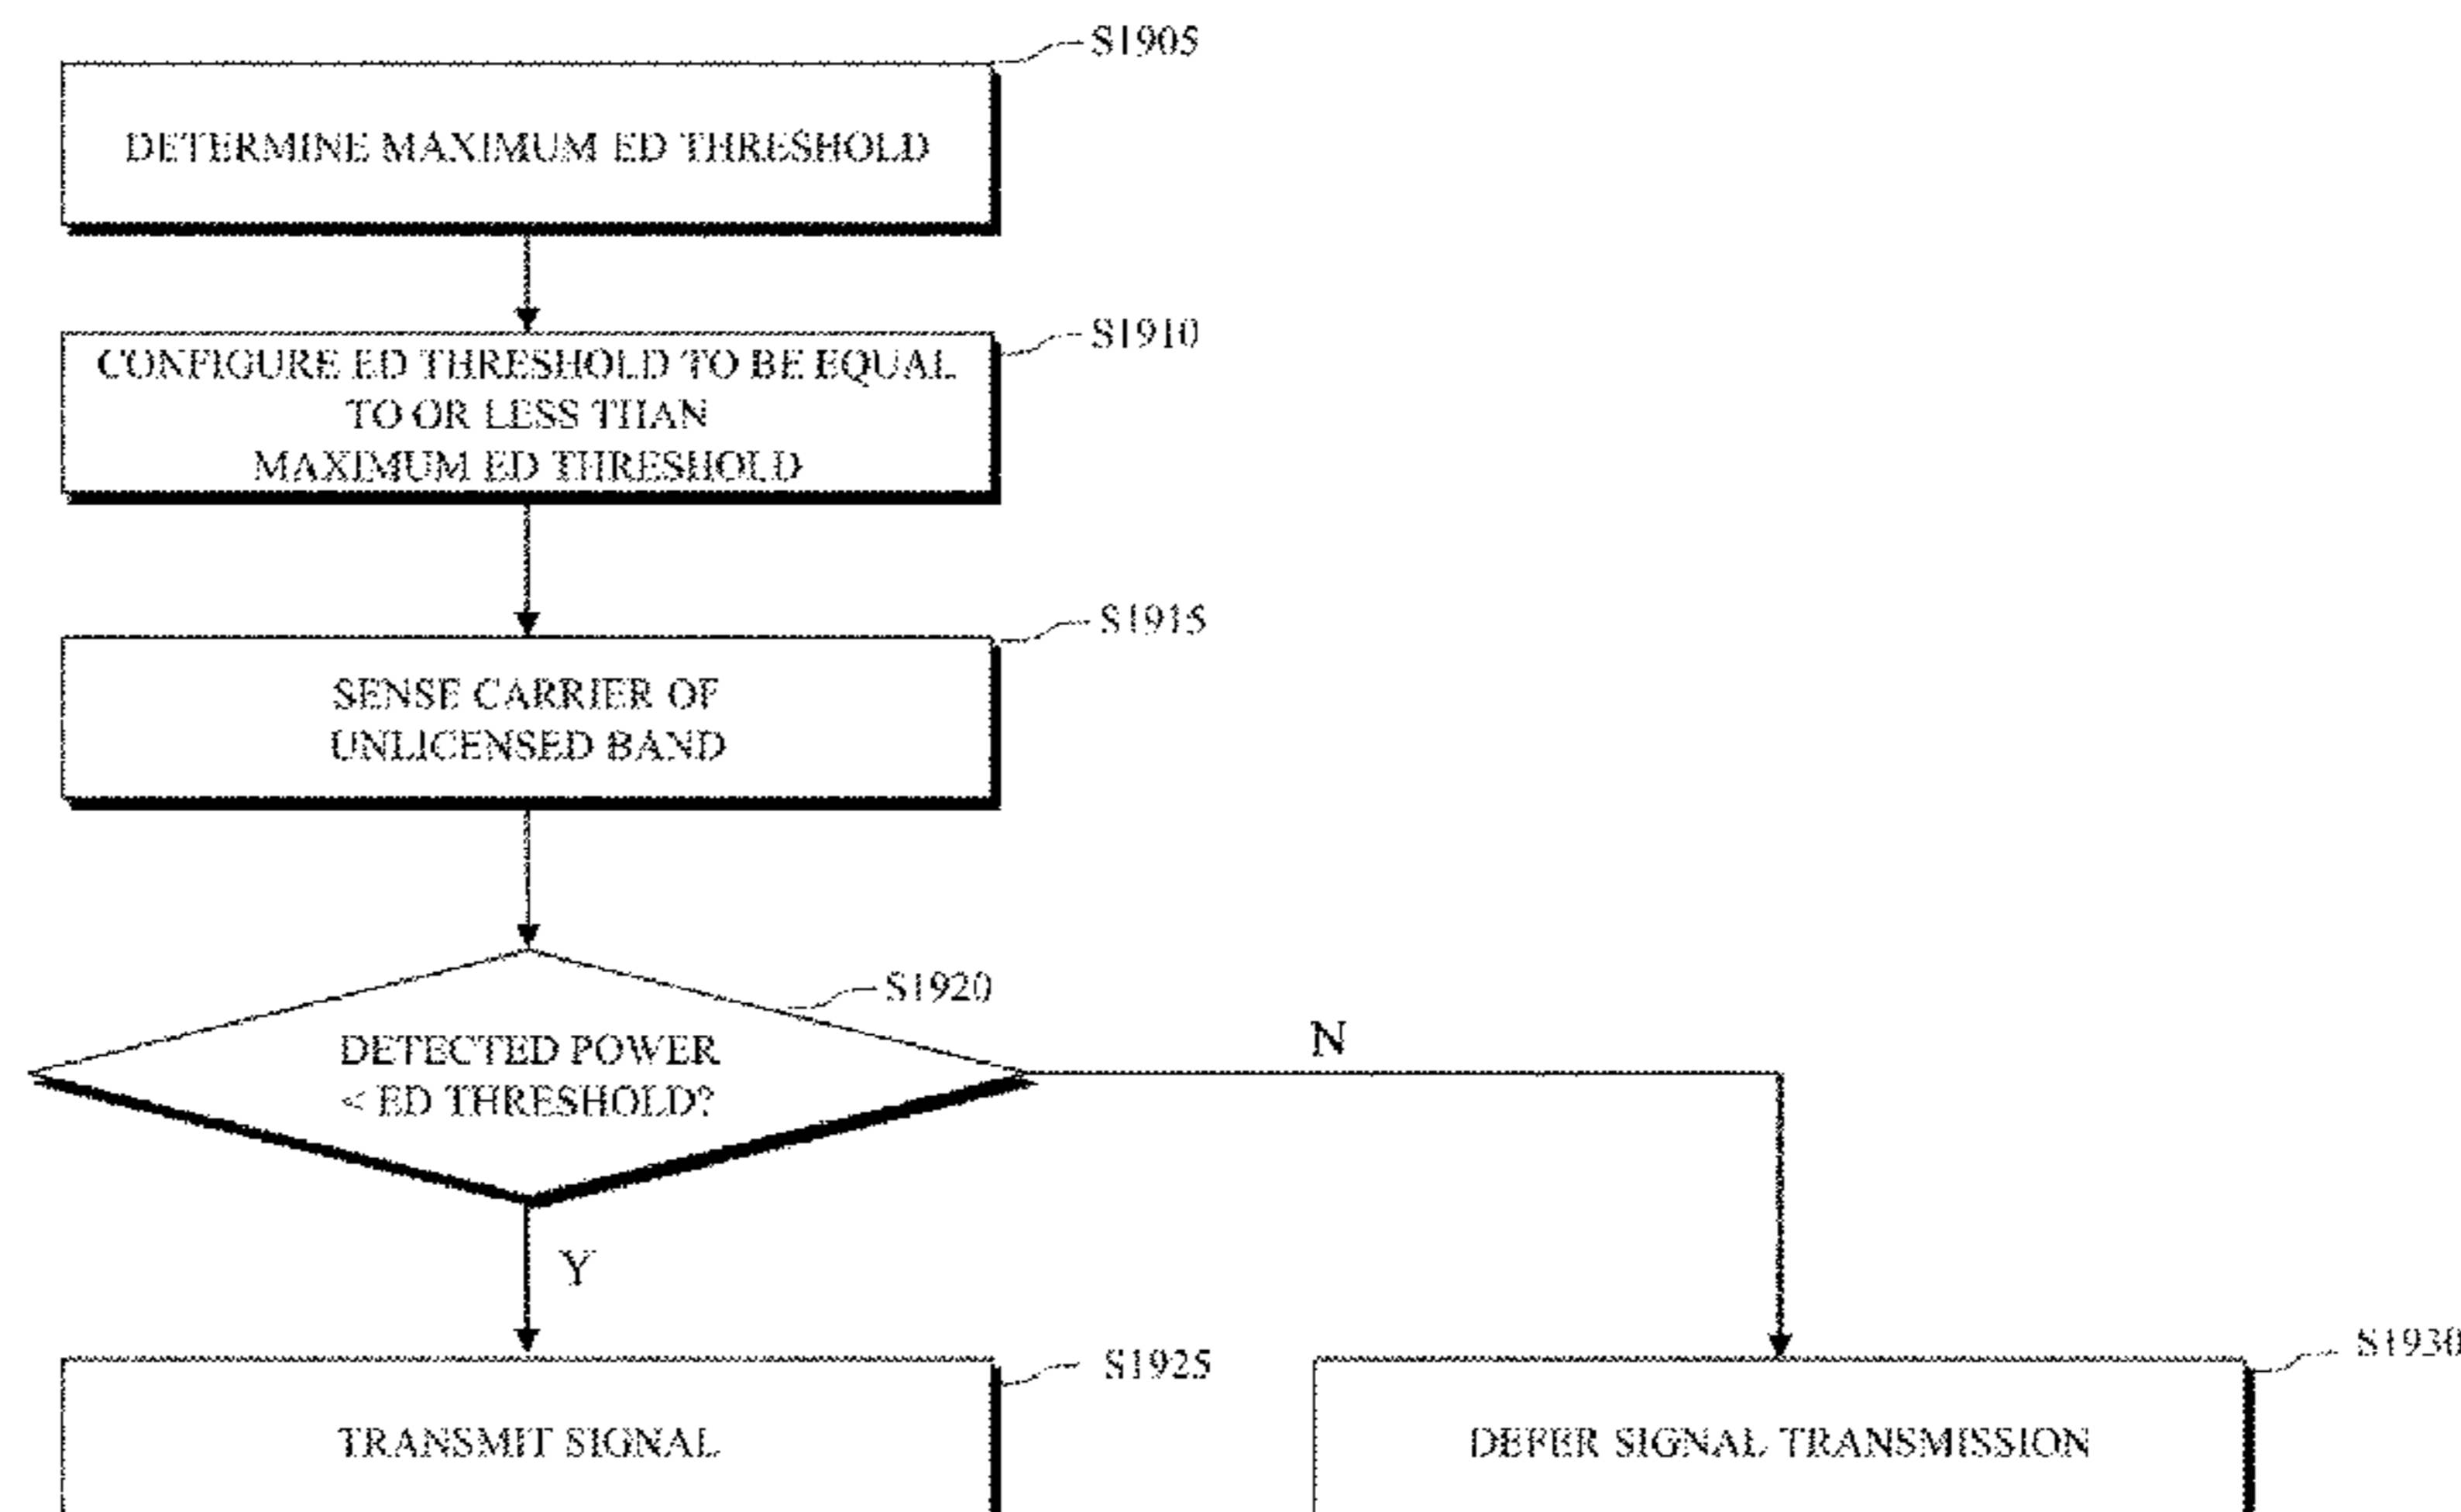 S1905
DETERMINE MAXIMUM ED THRESHOLD
S1910
CONFIGURE ED THRESHOLD TO BE EQUAL
TO OR LESS THAN
MAXIMUM ED THRESHOLD
S1915
SENSE CARRIER OF
UNLICENSED BAND
S1920
DETECTED POWER
< ED THRESHOLD?
N
Y
S1925
TRANSMIT SIGNAL
S1930
DEFER SIGNAL TRANSMISSION